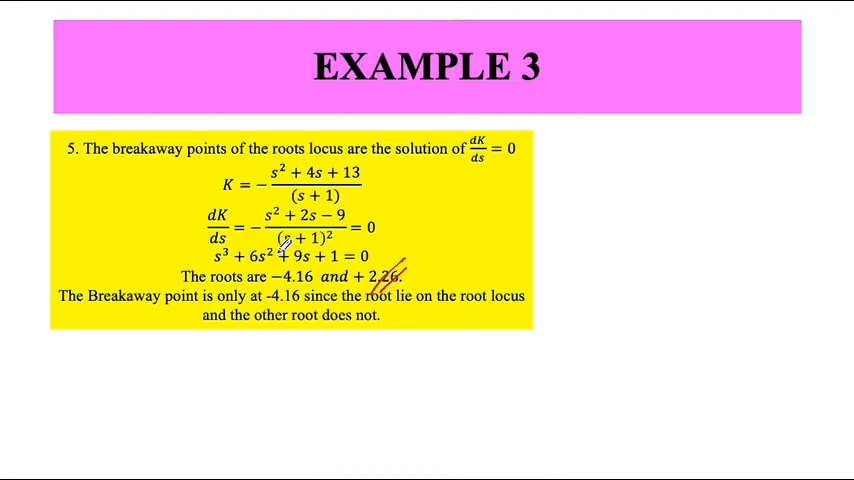 EXAMPLE 3
5. The breakaway points of the roots locus are the solution of dK/ds = 0
K = − (s² + 4s + 13)/(s + 1)
dK/ds = − (s² + 2s − 9)/(s + 1)² = 0
s³ + 6s² + 9s + 1 = 0
The roots are −4.16 and + 2.26.
The Breakaway point is only at -4.16 since the root lie on the root locus
and the other root does not.